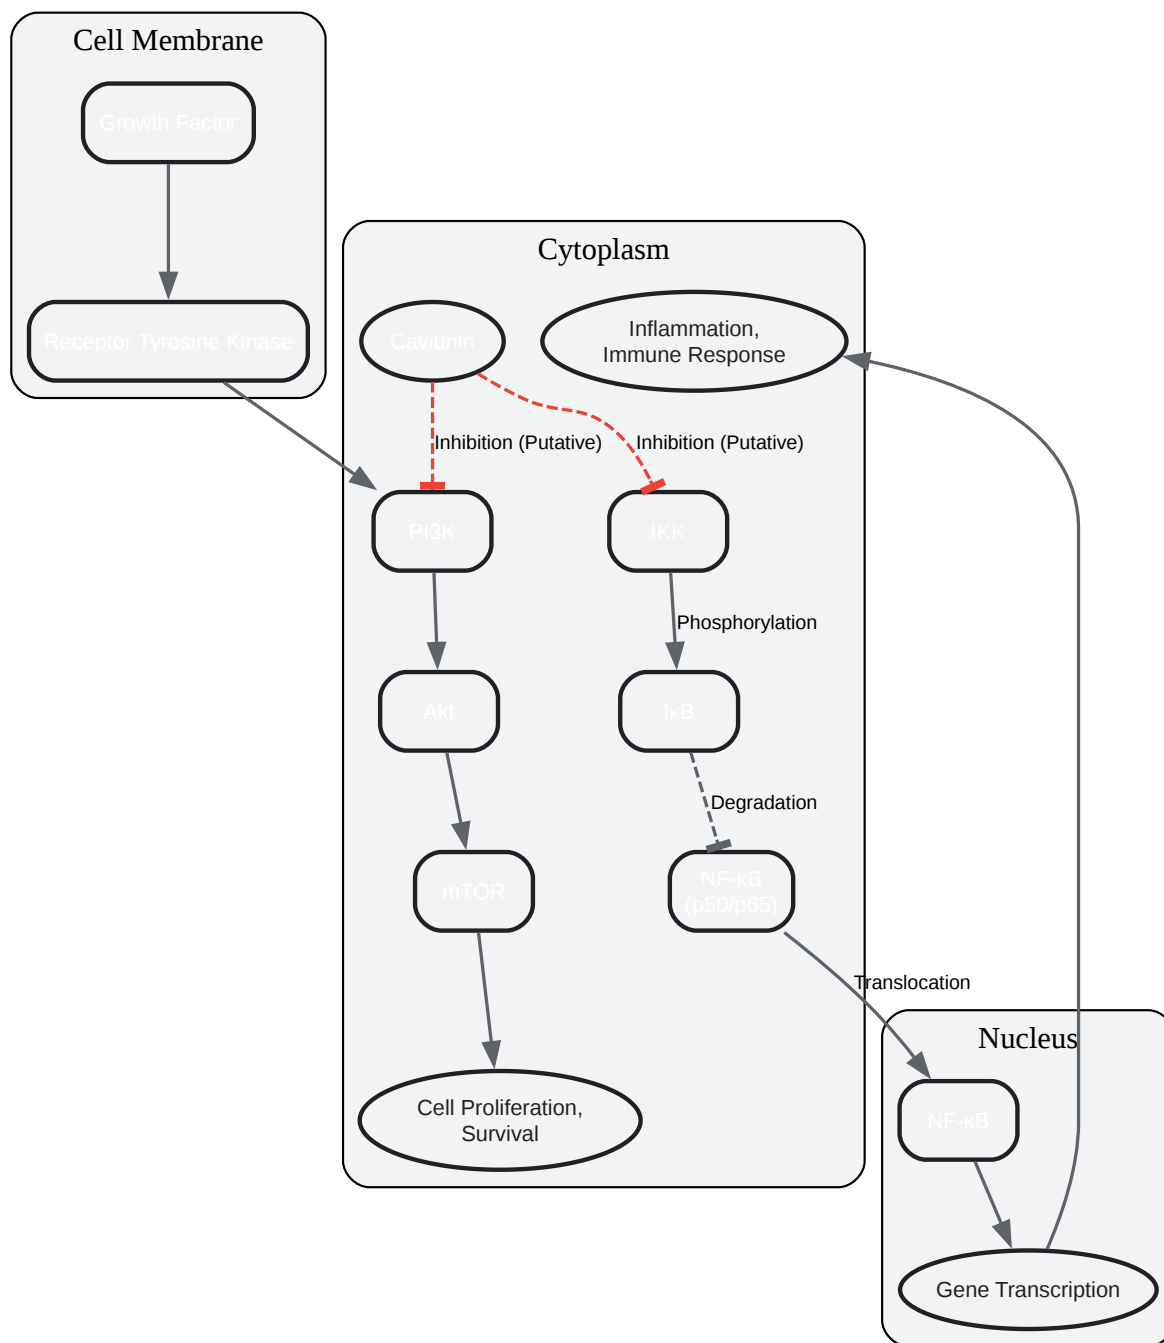 Cell Membrane
Growth Factor
Receptor Tyrosine Kinase
Cytoplasm
Caviunin
Inflammation,
Immune Response
Inhibition (Putative)
Inhibition (Putative)
PI3K
IKK
Phosphorylation
Akt
IκB
Degradation
mTOR
NF-κB
(p50/p65)
Translocation
Cell Proliferation,
Survival
Nucleus
NF-κB
Gene Transcription